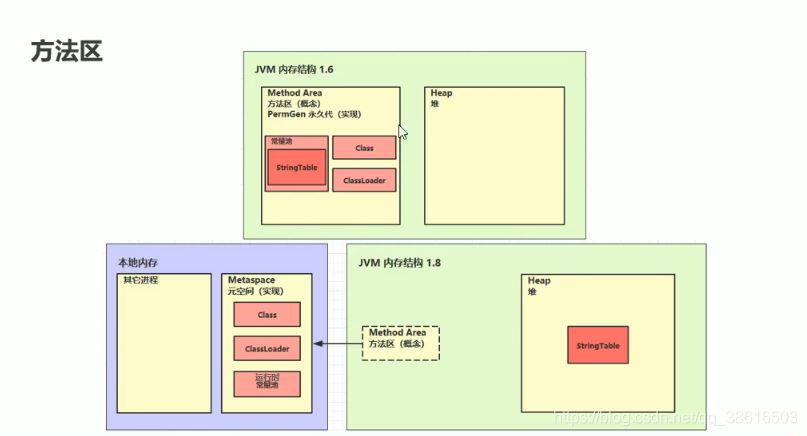 方法区
JVM 内存结构 1.6
Method Area
方法区（概念）
PermGen 永久代（实现）
常量池
StringTable
Class
ClassLoader
Heap
堆
本地内存
其它进程
Metaspace
元空间（实现）
Class
ClassLoader
运行时
常量池
JVM 内存结构 1.8
Method Area
方法区（概念）
Heap
堆
StringTable
https://blog.csdn.net/qq_38616503